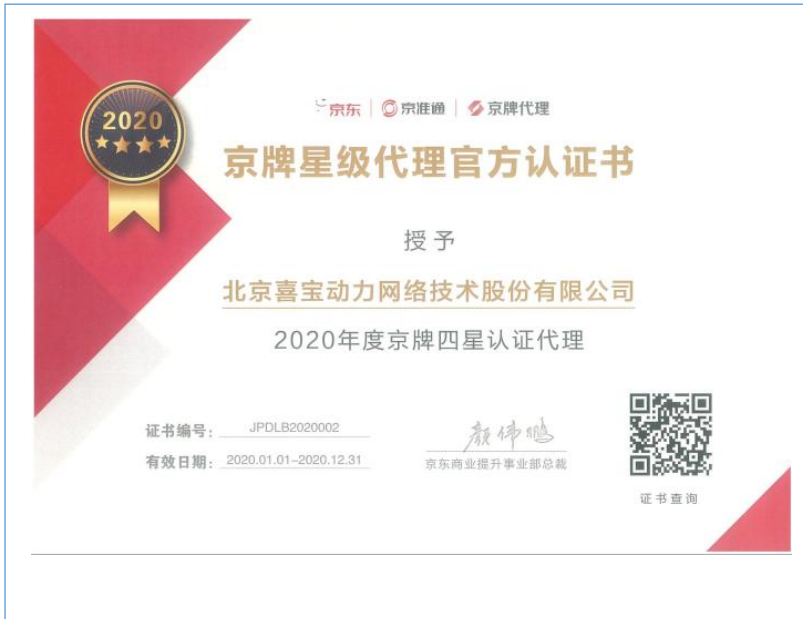 2020
京东 京准通 京牌代理
京牌星级代理官方认证书
授予
北京喜宝动力网络技术股份有限公司
2020年度京牌四星认证代理
证书编号： JPDLB2020002
颜伟鹏
有效日期： 2020.01.01-2020.12.31
京东商业提升事业部总裁
证书查询